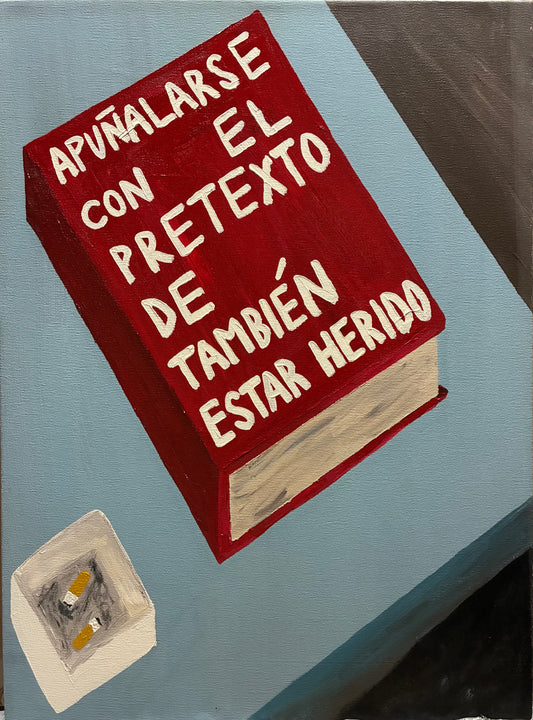 APUÑALARSE
CON EL
PRETEXTO
DE
TAMBIÉN
ESTAR HERIDO